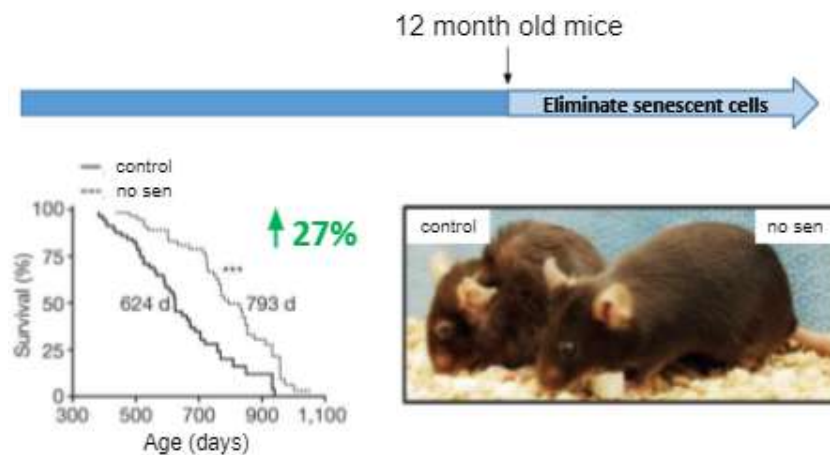 12 month old mice
Eliminate senescent cells
control
no sen
27%
100
75
50
25
0
Survival (%)
***
624 d
793 d
300
500
700
900
1,100
Age (days)
control
no sen